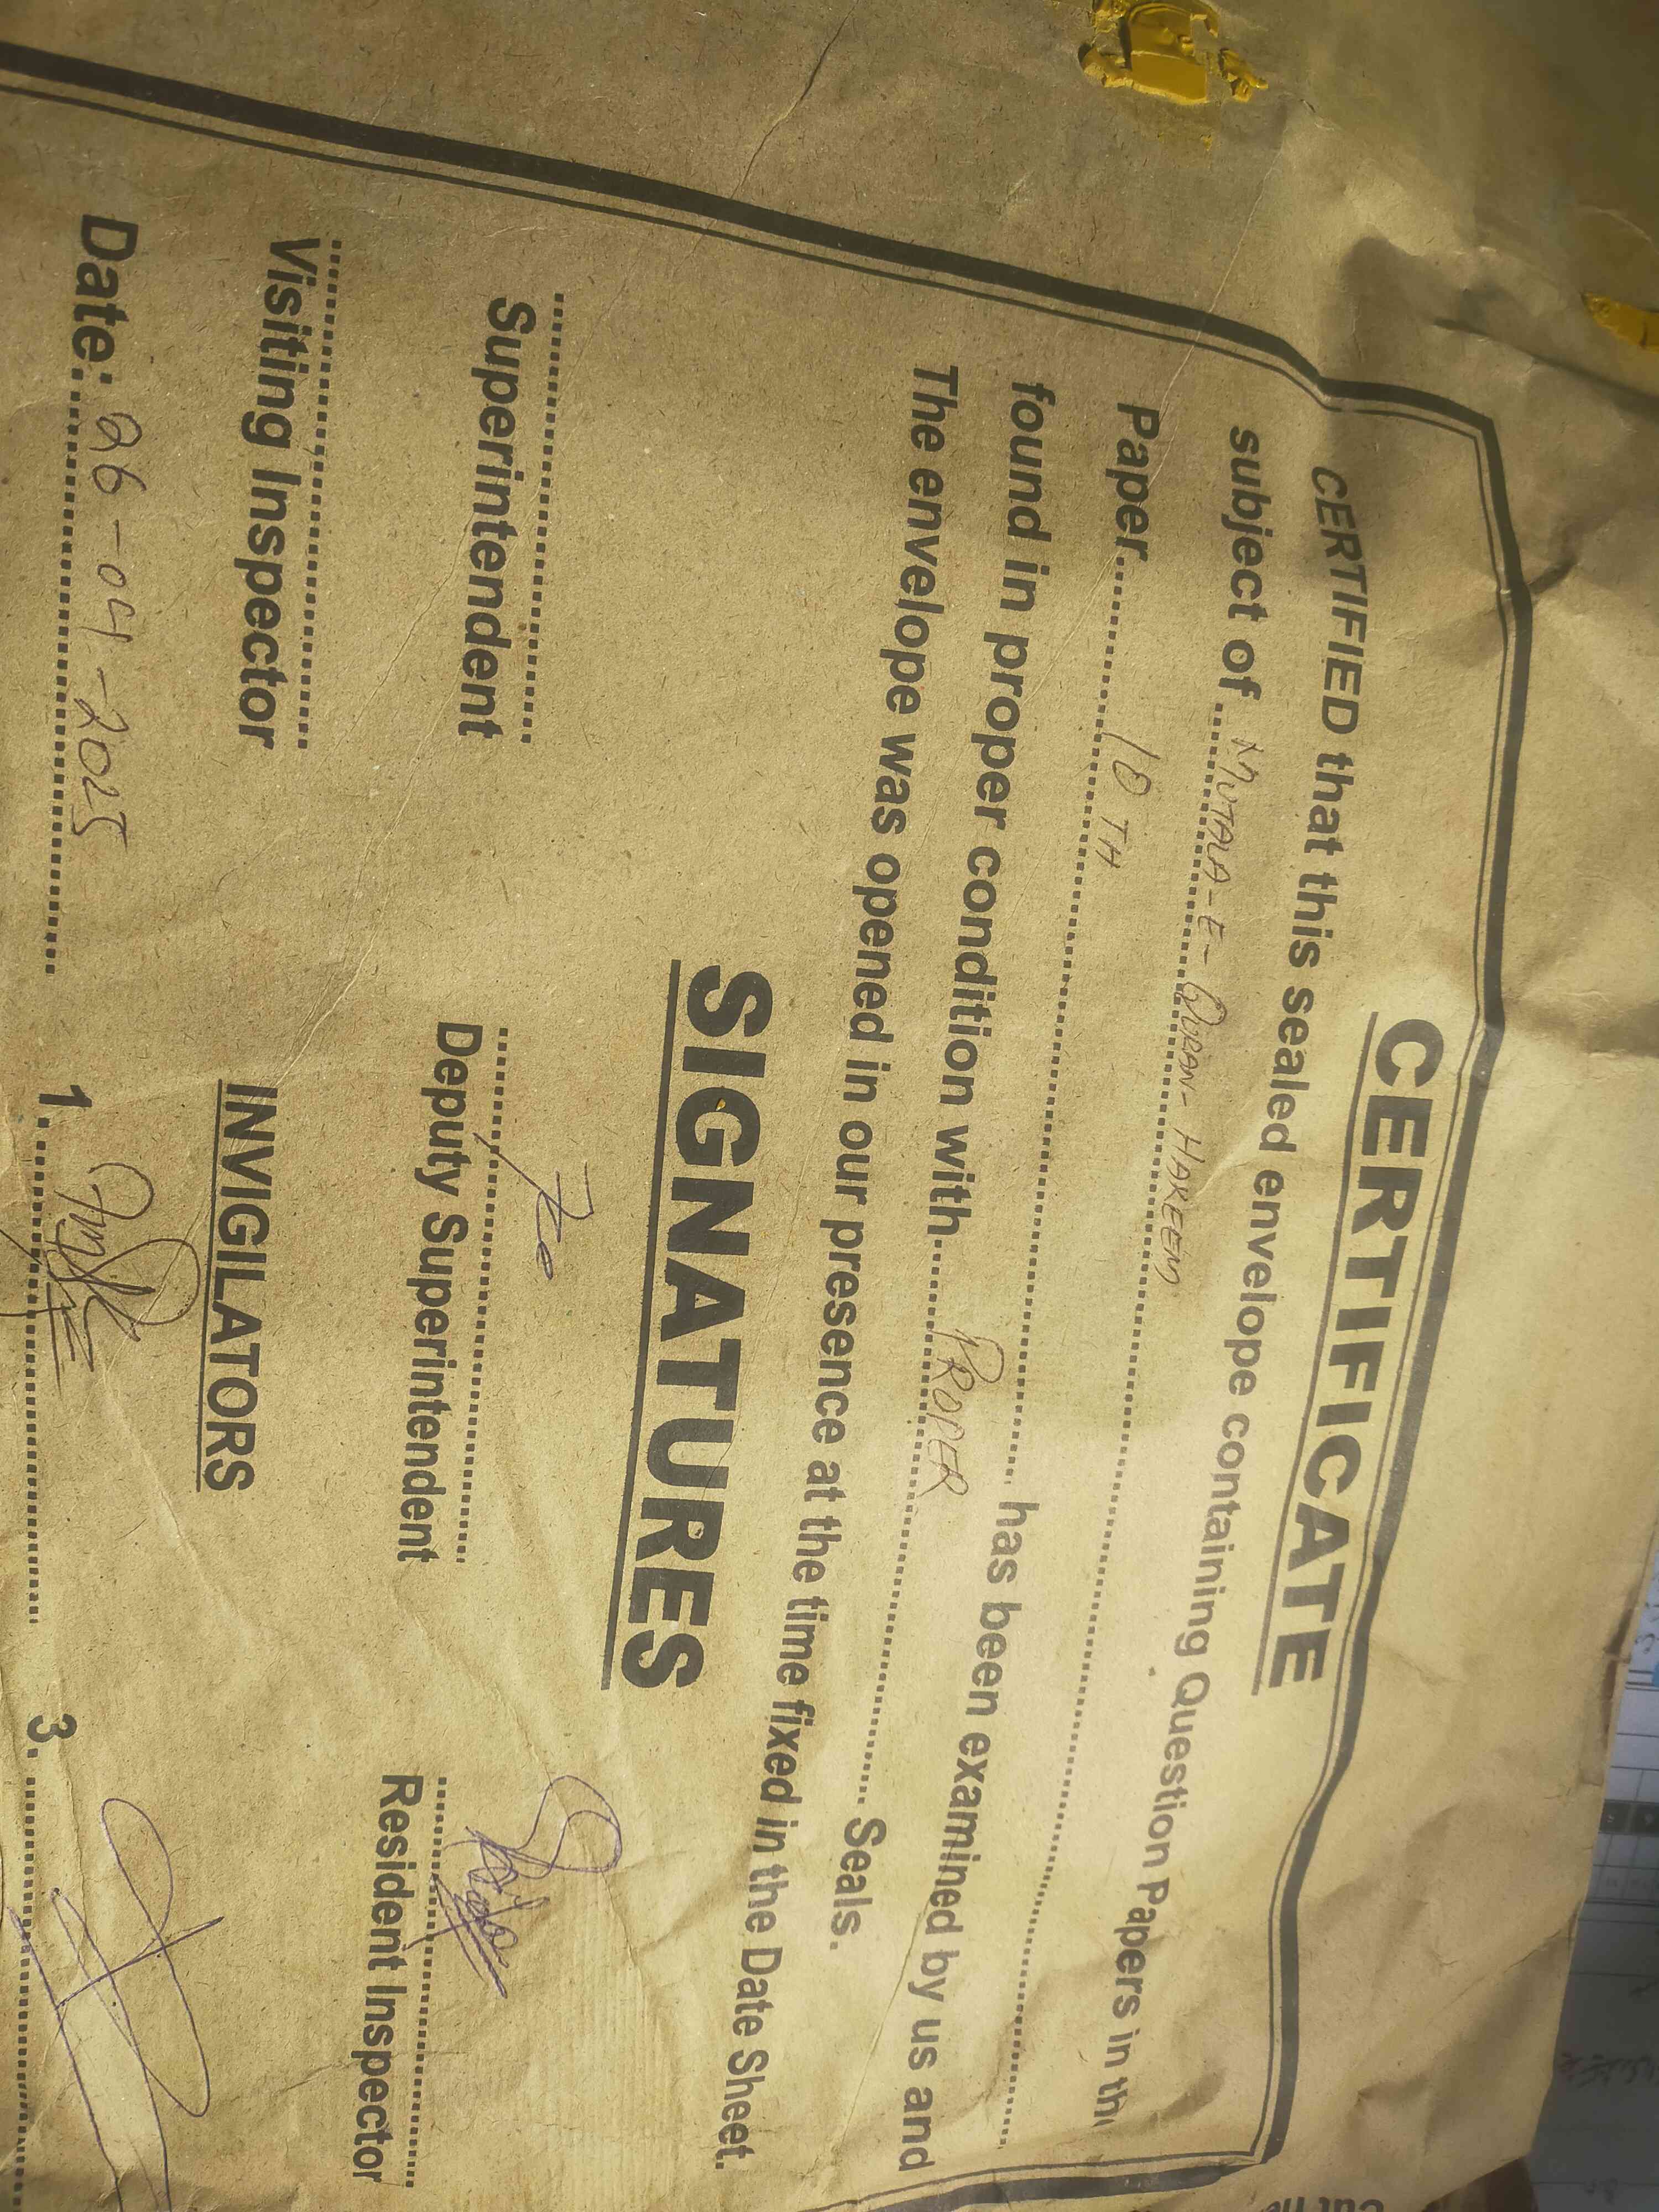 CERTIFICATE
CERTIFIED that this sealed envelope containing Question Papers in the
subject of MUTALA-E-QURAN-HAKEEM
Paper 10TH
has been examined by us and
found in proper condition with PROPER Seals.
The envelope was opened in our presence at the time fixed in the Date Sheet.
SIGNATURES
Superintendent Deputy Superintendent Resident Inspector
Visiting Inspector INVIGILATORS
Date: 26-04-2025 1. 3.